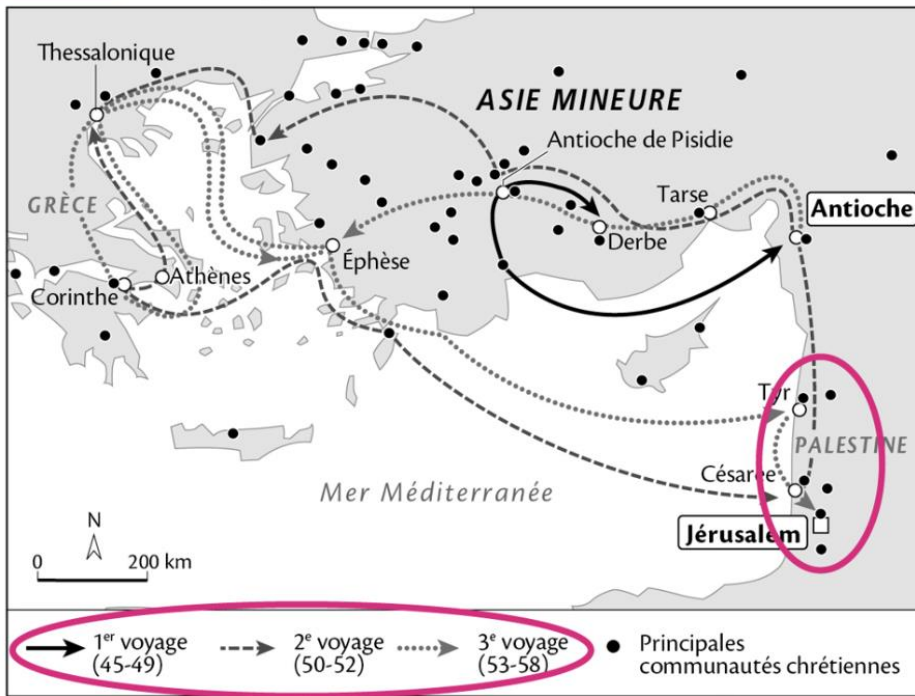 Thessalonique
ASIE MINEURE
Antioche de Pisidie
GRÈCE
Tarse
Antioche
Derbe
Éphèse
Athènes
Corinthe
Tyr
PALESTINE
Césarée
Mer Méditerranée
Jérusalem
N
0 200 km
1er voyage
(45-49)
2e voyage
(50-52)
3e voyage
(53-58)
Principales
communautés chrétiennes